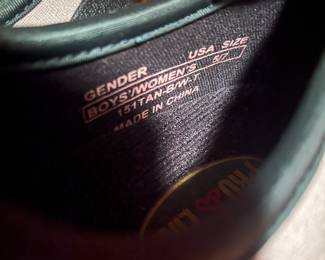 GENDER USA SIZE
BOYS'/WOMEN'S 5/7
151TAN-B/W-T
MADE IN CHINA